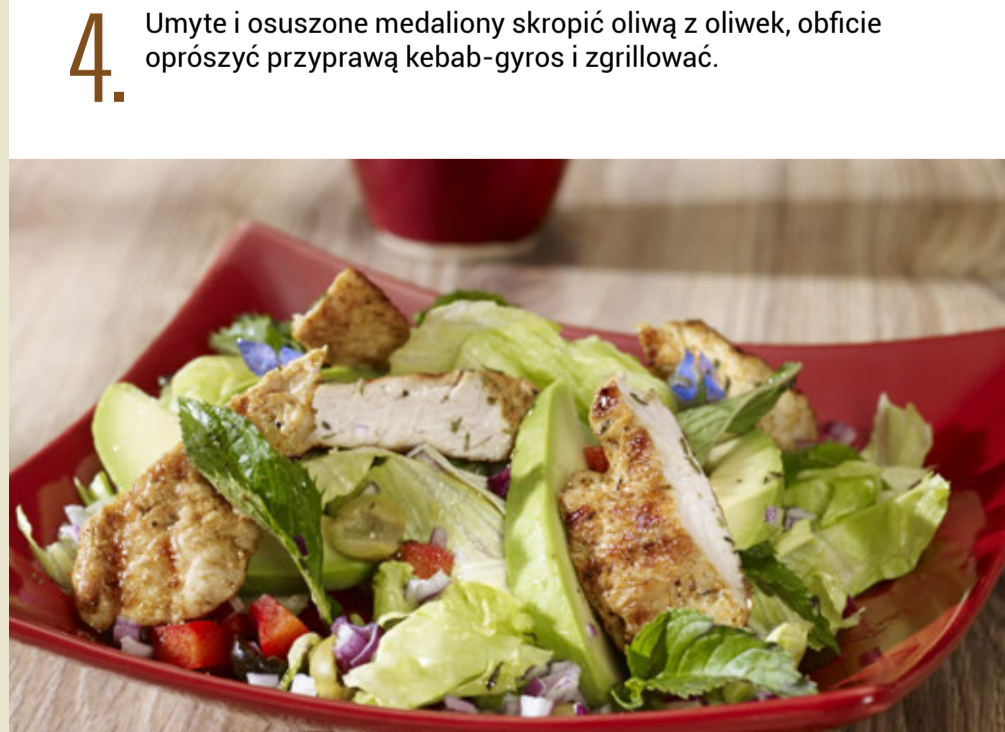 4.
Umyte i osuszone medaliony skropić oliwą z oliwek, obficie
oprószyć przyprawą kebab-gyros i zgrillować.